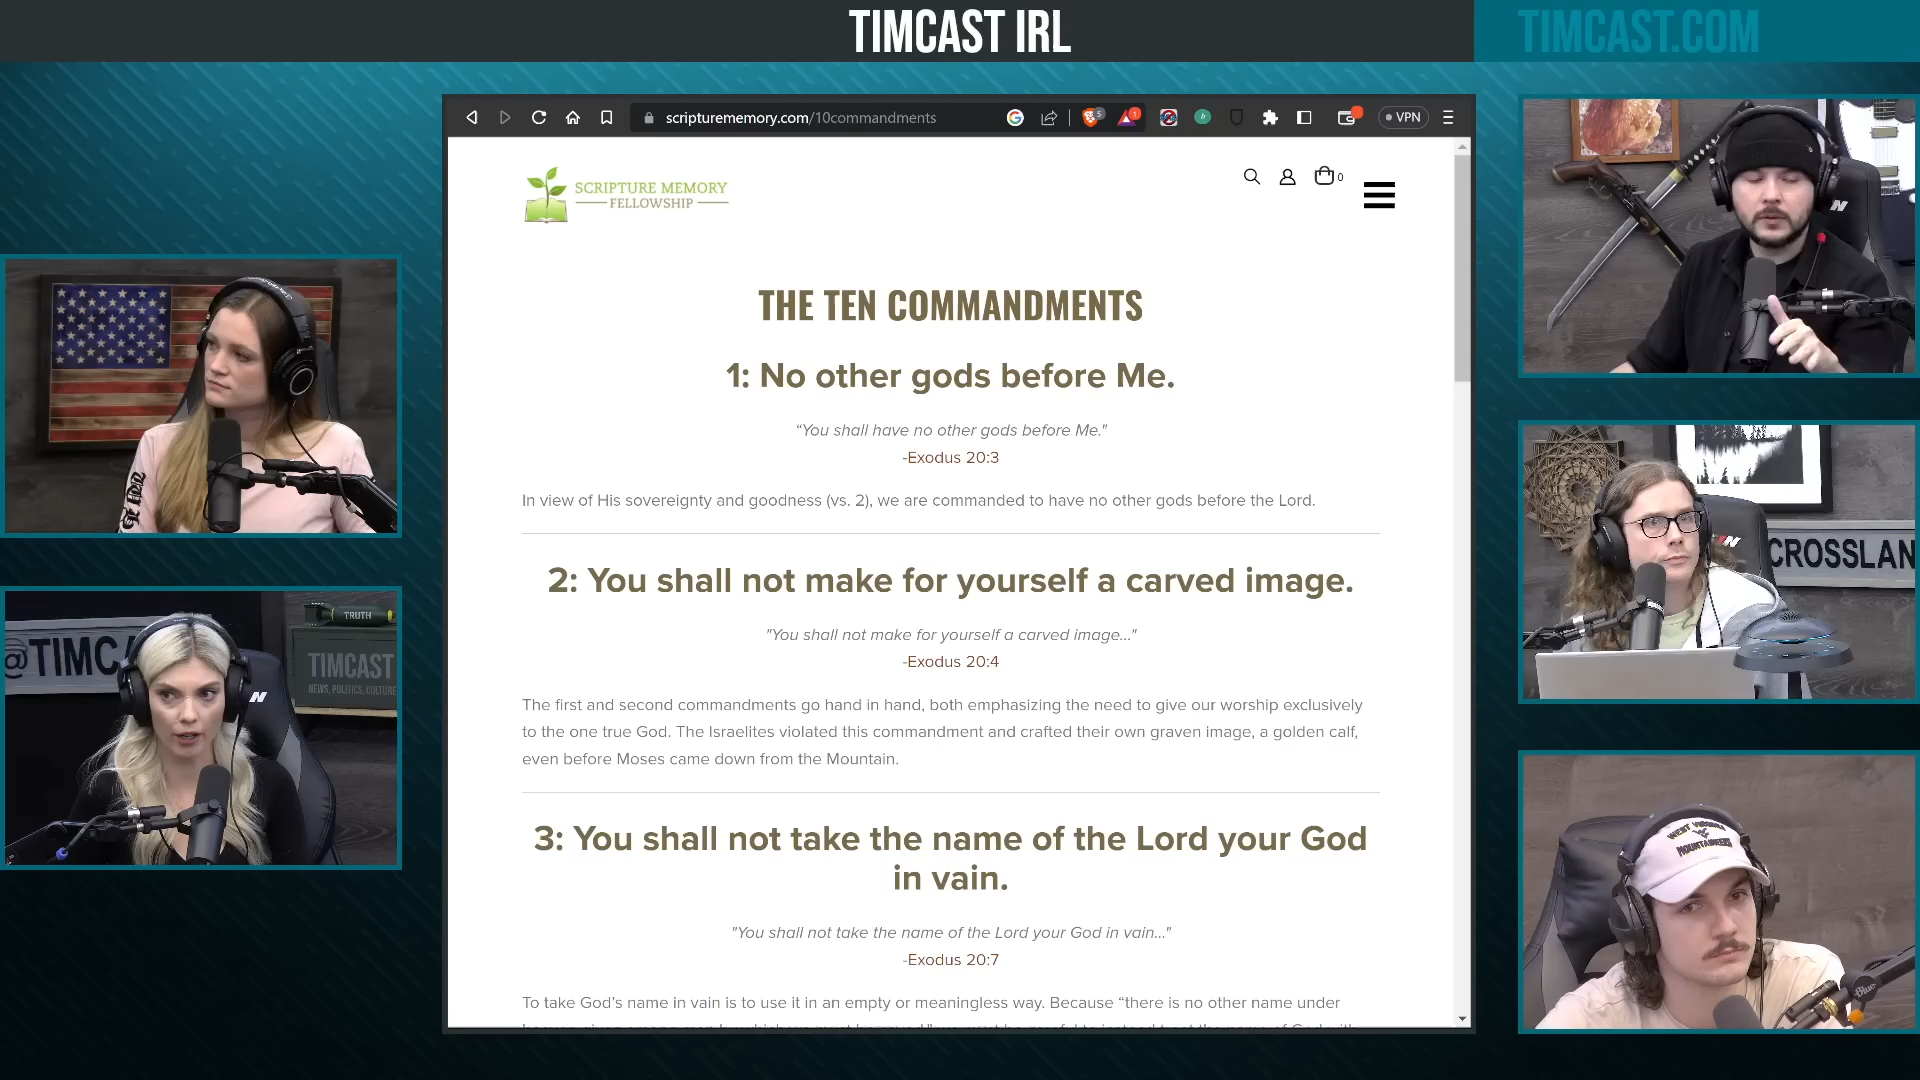 TIMCAST IRL
TIMCAST.COM
scripturememory.com/10commandments
5
1
VPN
SCRIPTURE MEMORY
FELLOWSHIP
0
THE TEN COMMANDMENTS
1: No other gods before Me.
“You shall have no other gods before Me."
-Exodus 20:3
In view of His sovereignty and goodness (vs. 2), we are commanded to have no other gods before the Lord.
2: You shall not make for yourself a carved image.
"You shall not make for yourself a carved image..."
-Exodus 20:4
The first and second commandments go hand in hand, both emphasizing the need to give our worship exclusively
to the one true God. The Israelites violated this commandment and crafted their own graven image, a golden calf,
even before Moses came down from the Mountain.
3: You shall not take the name of the Lord your God
in vain.
"You shall not take the name of the Lord your God in vain..."
-Exodus 20:7
To take God’s name in vain is to use it in an empty or meaningless way. Because “there is no other name under
@TIMCA
TRUTH
TIMCAST
NEWS, POLITICS, CULTURE
CROSSLAN
WEST VIRGINIA
MOUNTAINEERS
Blue